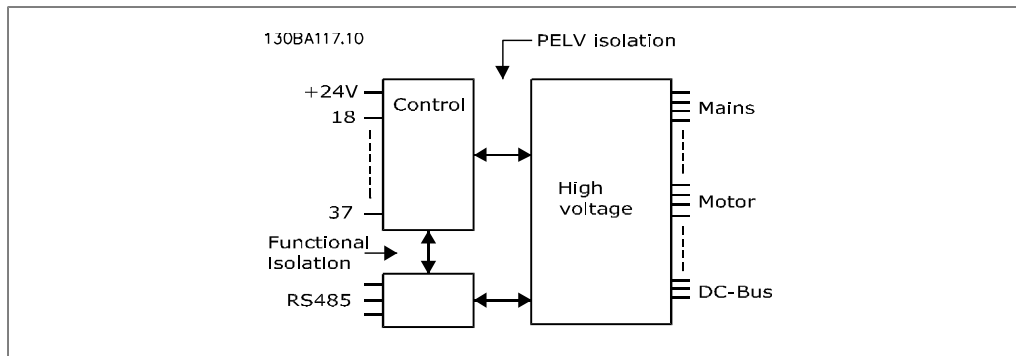 130BA117.10
PELV isolation
+24V
Control
Mains
18
High
voltage
Motor
37
Functional
isolation
RS485
DC-Bus